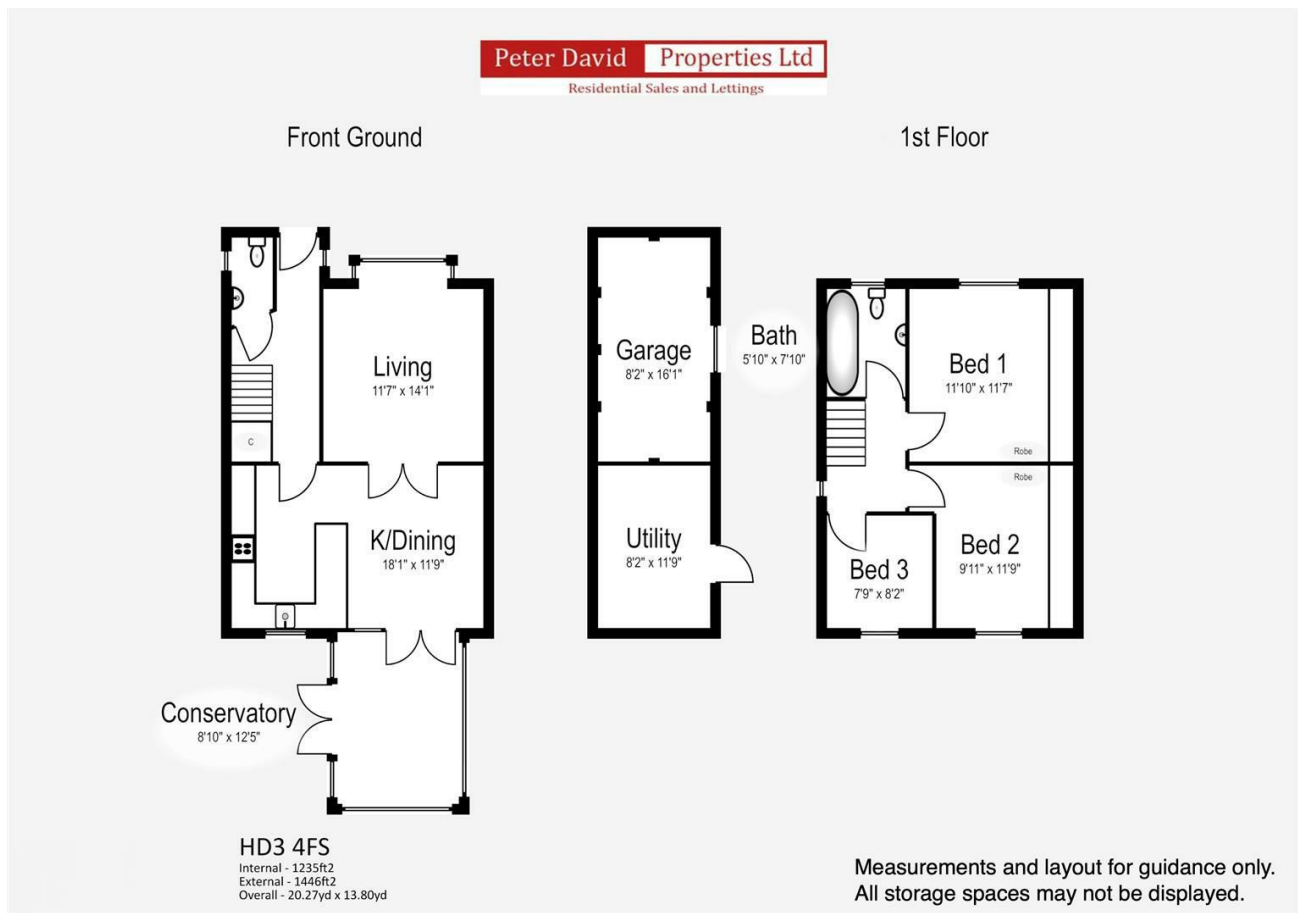 Peter David Properties Ltd
Residential Sales and Lettings
Front Ground
1st Floor
Living
11'7" x 14'1"
C
K/Dining
18'1" x 11'9"
Conservatory
8'10" x 12'5"
Garage
8'2" x 16'1"
Utility
8'2" x 11'9"
Bath
5'10" x 7'10"
Bed 1
11'10" x 11'7"
Robe
Robe
Bed 2
9'11" x 11'9"
Bed 3
7'9" x 8'2"
HD3 4FS
Internal - 1235ft2
External - 1446ft2
Overall - 20.27yd x 13.80yd
Measurements and layout for guidance only.
All storage spaces may not be displayed.